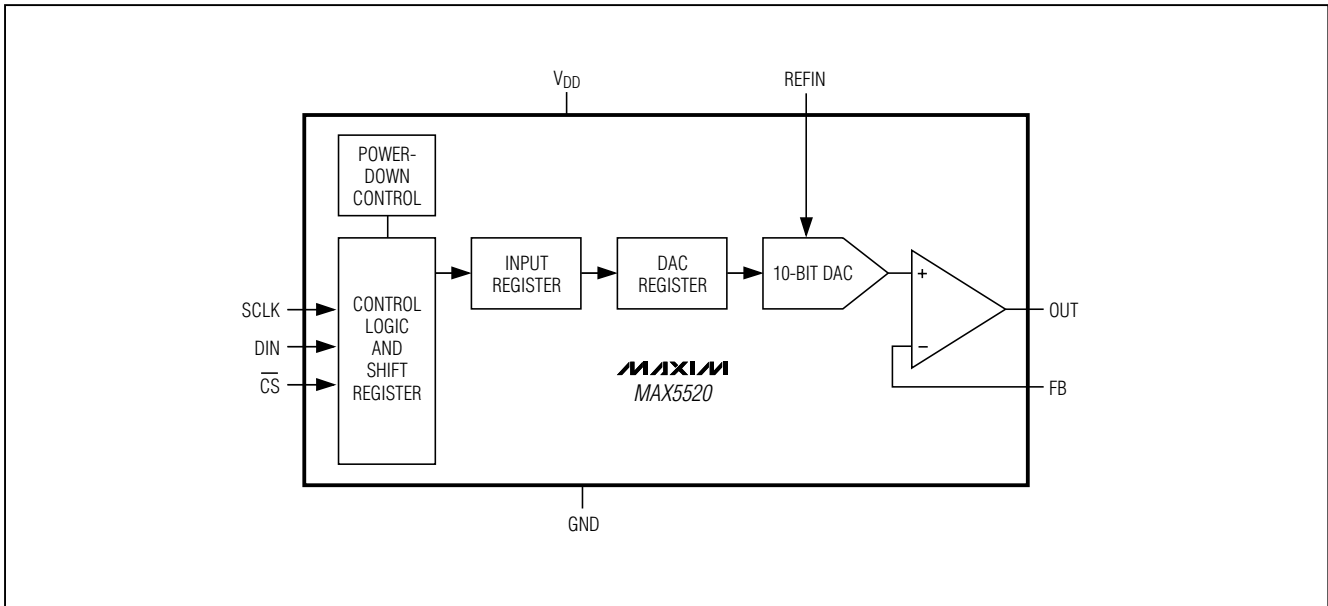 VDD
REFIN
POWER-
DOWN
CONTROL
CONTROL
LOGIC
AND
SHIFT
REGISTER
INPUT
REGISTER
DAC
REGISTER
10-BIT DAC
+
−
SCLK
DIN
CS
MAXIM
MAX5520
OUT
FB
GND